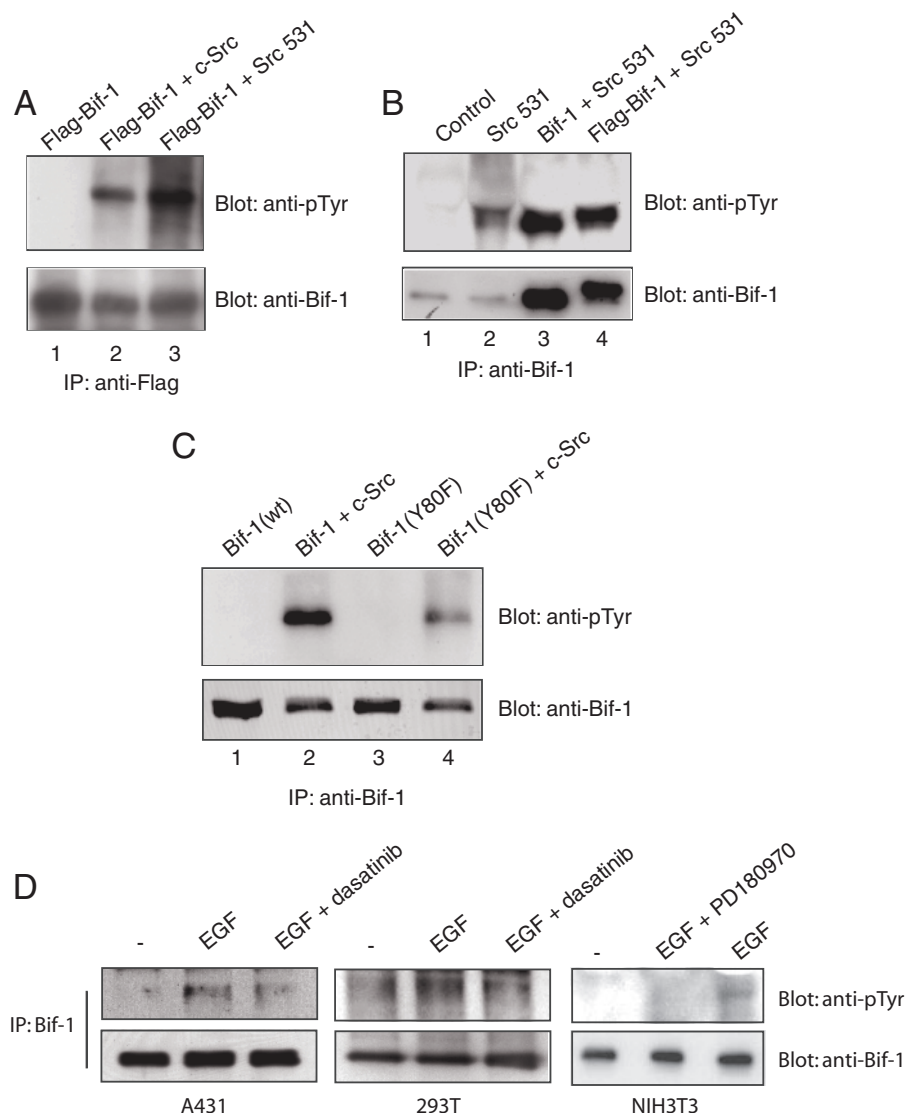 A
Flag-Bif-1
Flag-Bif-1 + c-Src
Flag-Bif-1 + Src 531
Blot: anti-pTyr
Blot: anti-Bif-1
1 2 3
IP: anti-Flag
B
Control
Src 531
Bif-1 + Src 531
Flag-Bif-1 + Src 531
Blot: anti-pTyr
Blot: anti-Bif-1
1 2 3 4
IP: anti-Bif-1
C
Bif-1(wt)
Bif-1 + c-Src
Bif-1(Y80F)
Bif-1(Y80F) + c-Src
Blot: anti-pTyr
Blot: anti-Bif-1
1 2 3 4
IP: anti-Bif-1
D
-
EGF
EGF + dasatinib
-
EGF
EGF + dasatinib
-
EGF + PD180970
EGF
IP: Bif-1
Blot: anti-pTyr
Blot: anti-Bif-1
A431
293T
NIH3T3